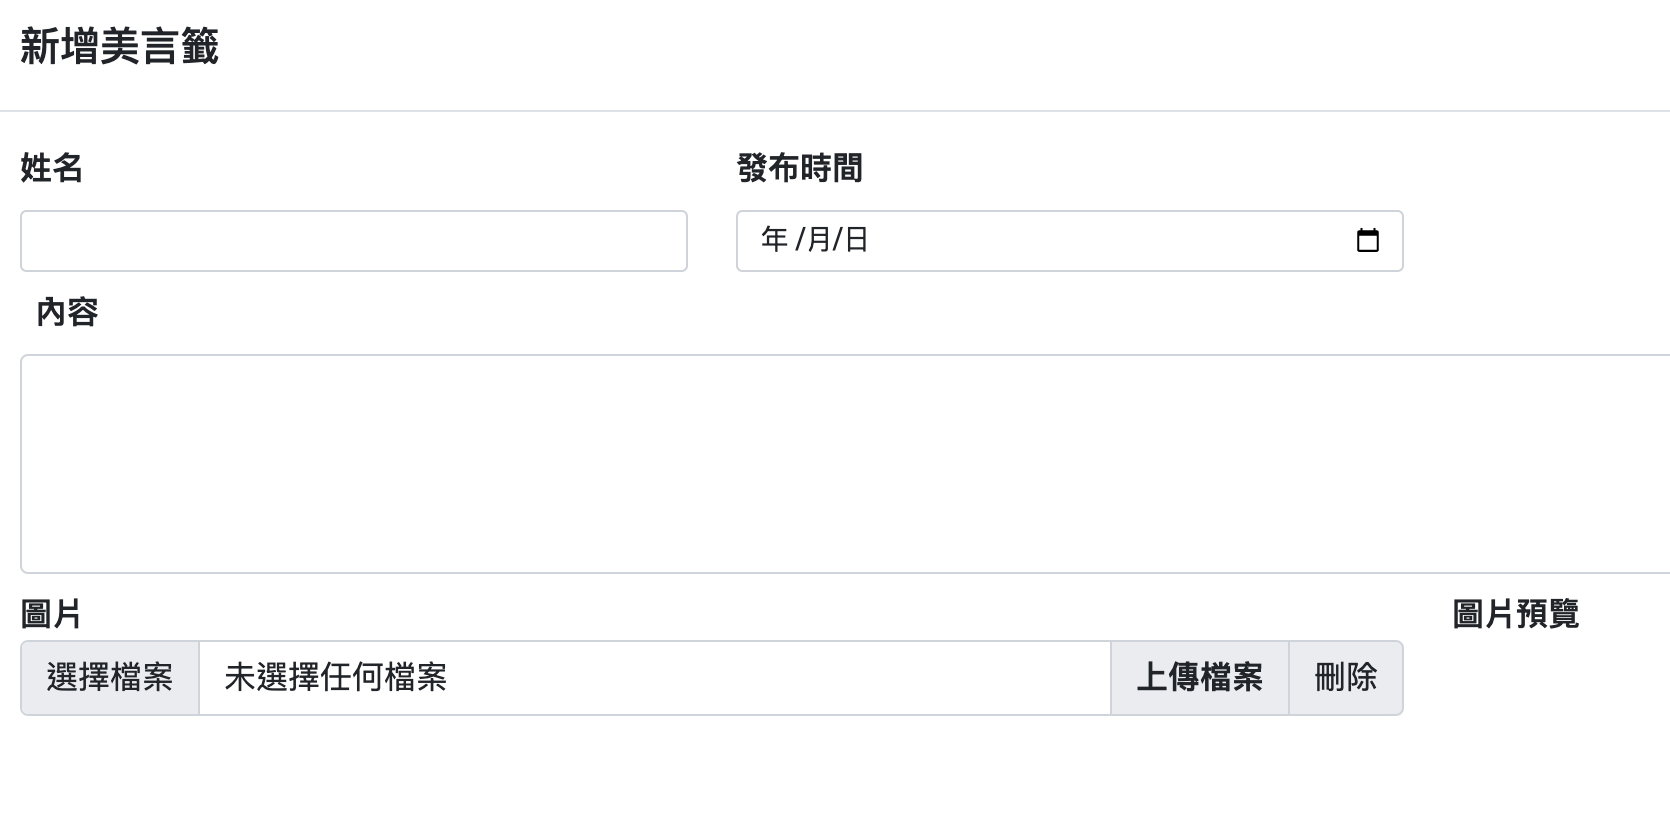 新增美言籤
姓名
發布時間
年 /月/日
內容
圖片
圖片預覽
選擇檔案 未選擇任何檔案 上傳檔案 刪除